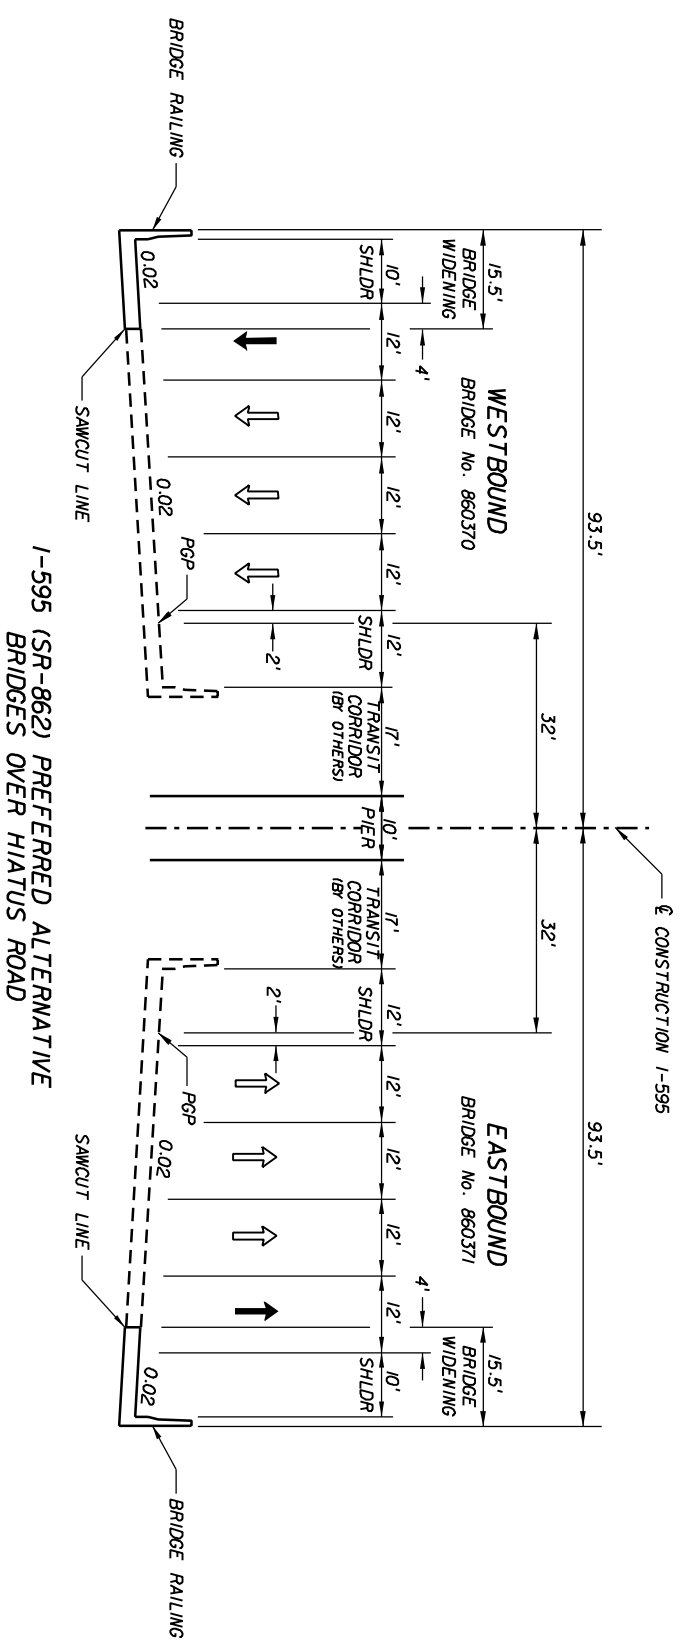 ℄ CONSTRUCTION I-595
93.5'
93.5'
32'
32'
WESTBOUND
BRIDGE No. 860370
EASTBOUND
BRIDGE No. 860371
15.5'
BRIDGE
WIDENING
15.5'
BRIDGE
WIDENING
4'
4'
10'
SHLDR
12'
12'
12'
12'
12'
SHLDR
17'
TRANSIT
CORRIDOR
(BY OTHERS)
10'
PIER
17'
TRANSIT
CORRIDOR
(BY OTHERS)
12'
SHLDR
12'
12'
12'
12'
10'
SHLDR
2'
2'
BRIDGE RAILING
0.02
0.02
PGP
PGP
0.02
0.02
BRIDGE RAILING
SAWCUT LINE
SAWCUT LINE
I-595 (SR-862) PREFERRED ALTERNATIVE
BRIDGES OVER HIATUS ROAD